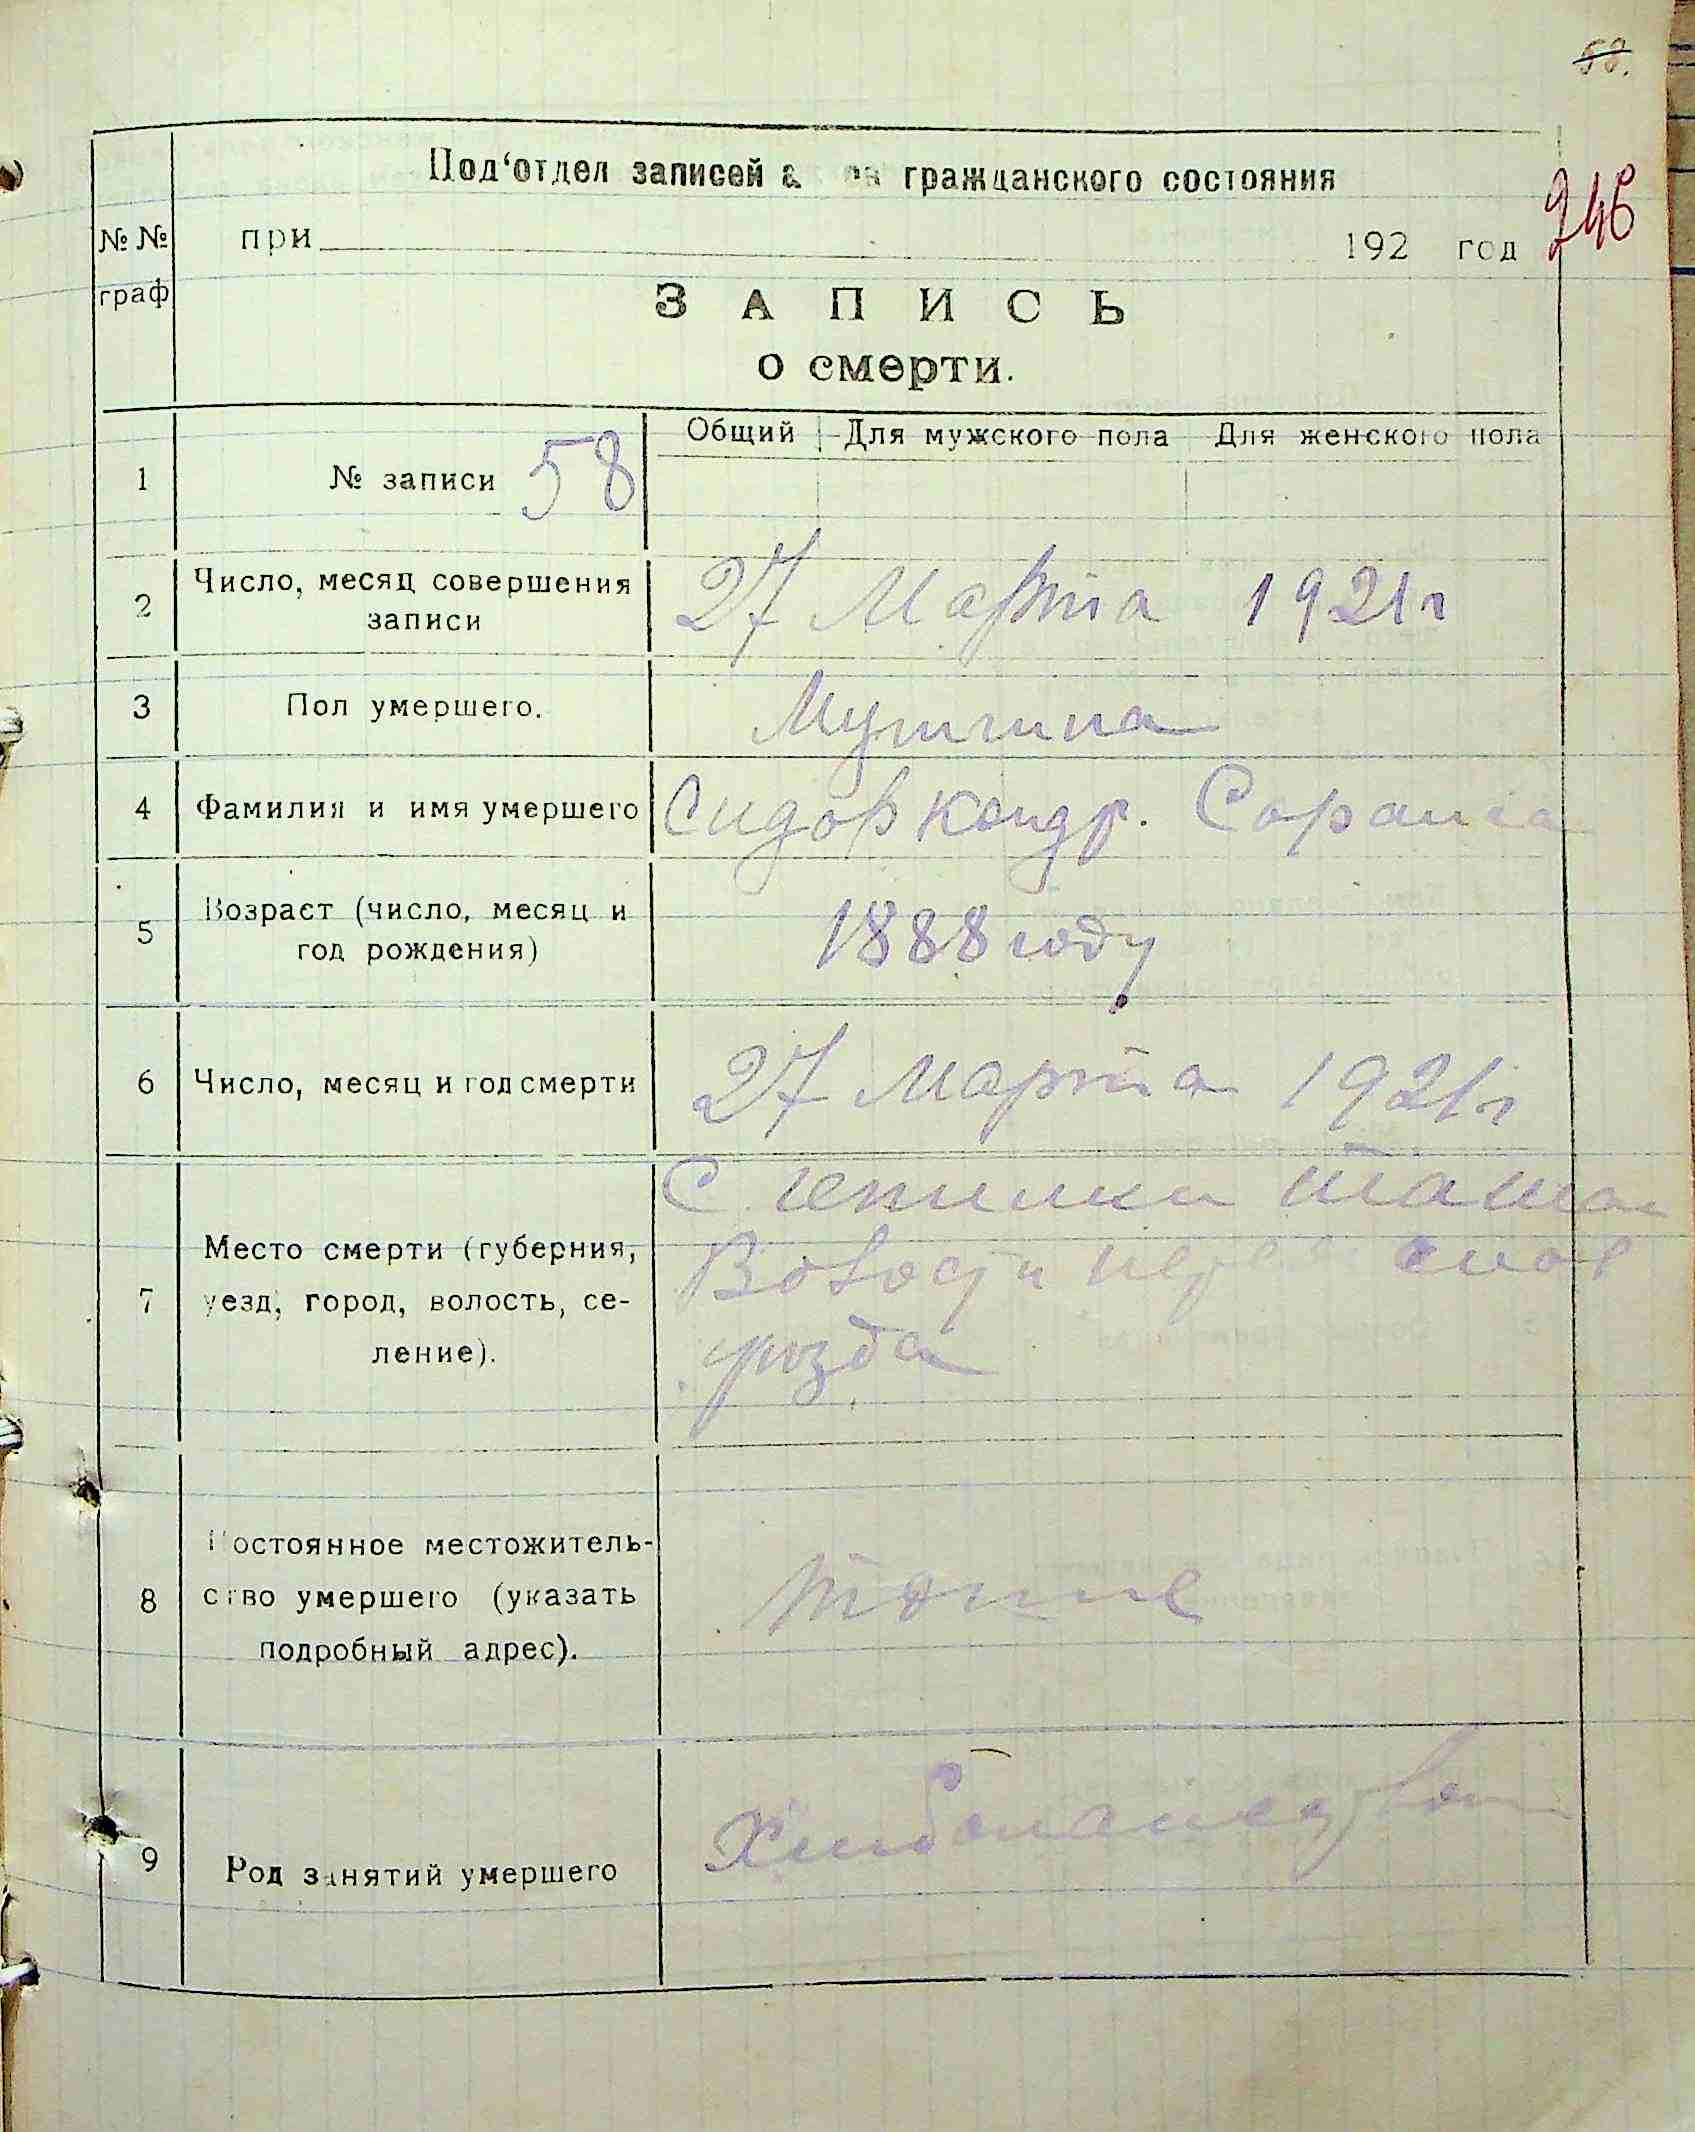 58.
Под‘отдел записей а гражданского состояния
246
№№
граф
при 192 год
ЗАПИСЬ
о смерти.
Общий Для мужского пола Для женского пола
1 № записи 58
2 Число, месяц совершения
записи
27 Марта 1921 г
3 Пол умершего.
Мущина
4 Фамилия и имя умершего
Сидор Кондр.
5 Возраст (число, месяц и
год рождения)
1888 году
6 Число, месяц и год смерти
27 Марта 1921 г
7 Место смерти (губерния,
уезд, город, волость, се-
ление).
С
уюзда
8 Постоянное местожитель-
ство умершего (указать
подробный адрес).
тоже
9 Род занятий умершего